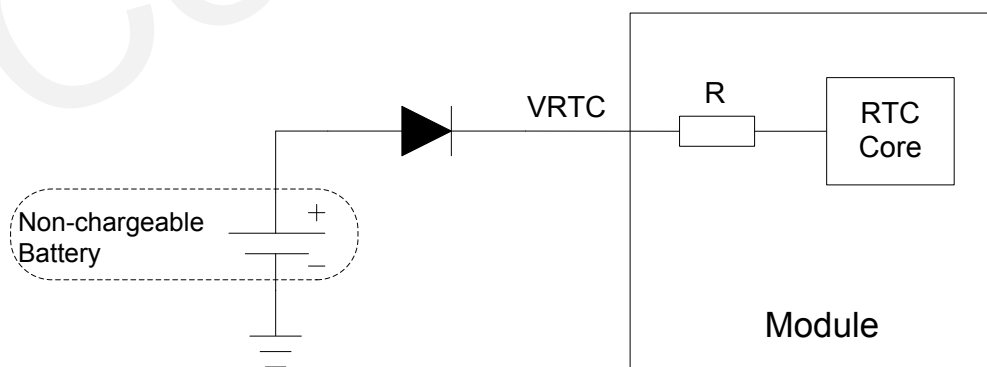 VRTC
R
RTC
Core
Non-chargeable
Battery
+
−
Module